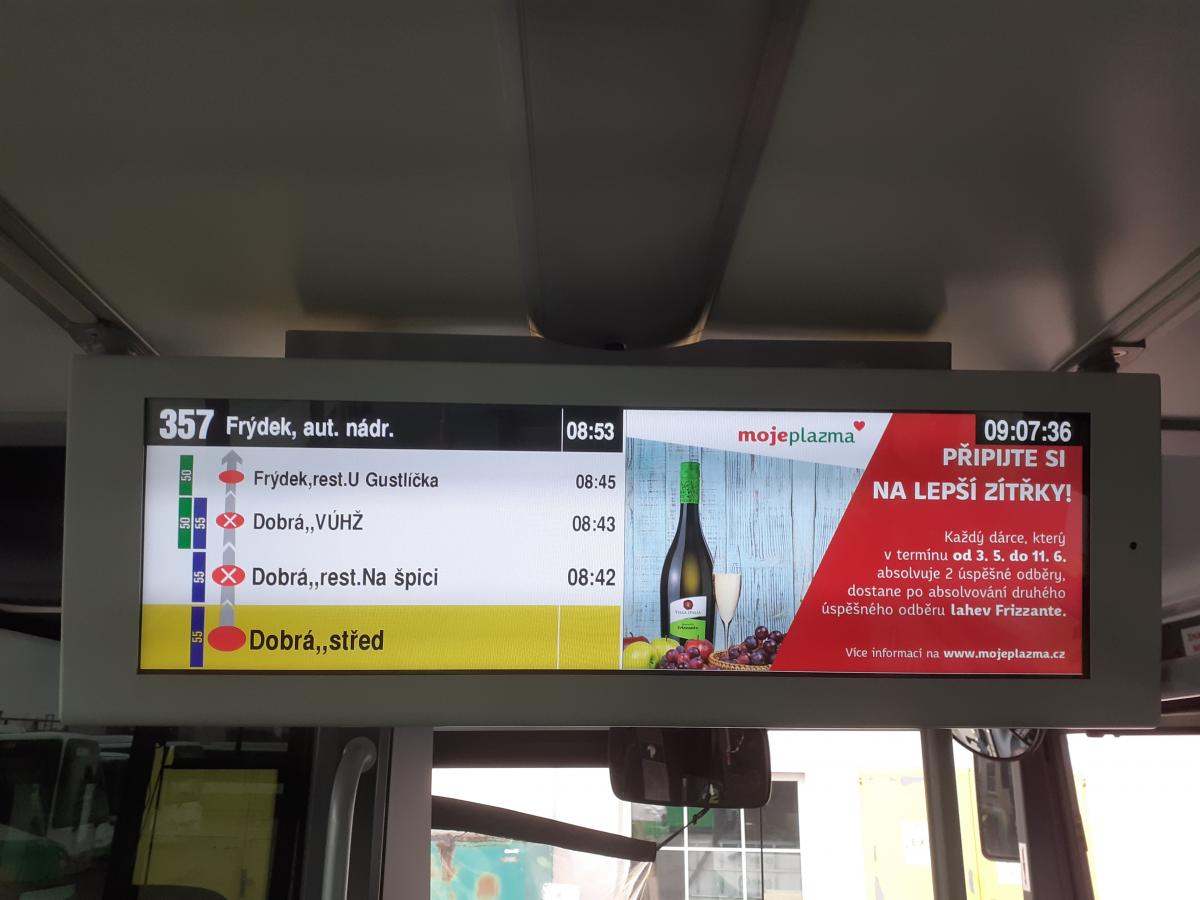 357 Frýdek, aut. nádr. 08:53
50 Frýdek,rest.U Gustlíčka 08:45
50 55 Dobrá,,VÚHŽ 08:43
55 Dobrá,,rest.Na špici 08:42
55 Dobrá,,střed
mojeplazma
09:07:36
PŘIPIJTE SI
NA LEPŠÍ ZÍTŘKY!
Každý dárce, který
v termínu od 3. 5. do 11. 6.
absolvuje 2 úspěšné odběry,
dostane po absolvování druhého
úspěšného odběru lahev Frizzante.
Více informací na www.mojeplazma.cz
Frizzante